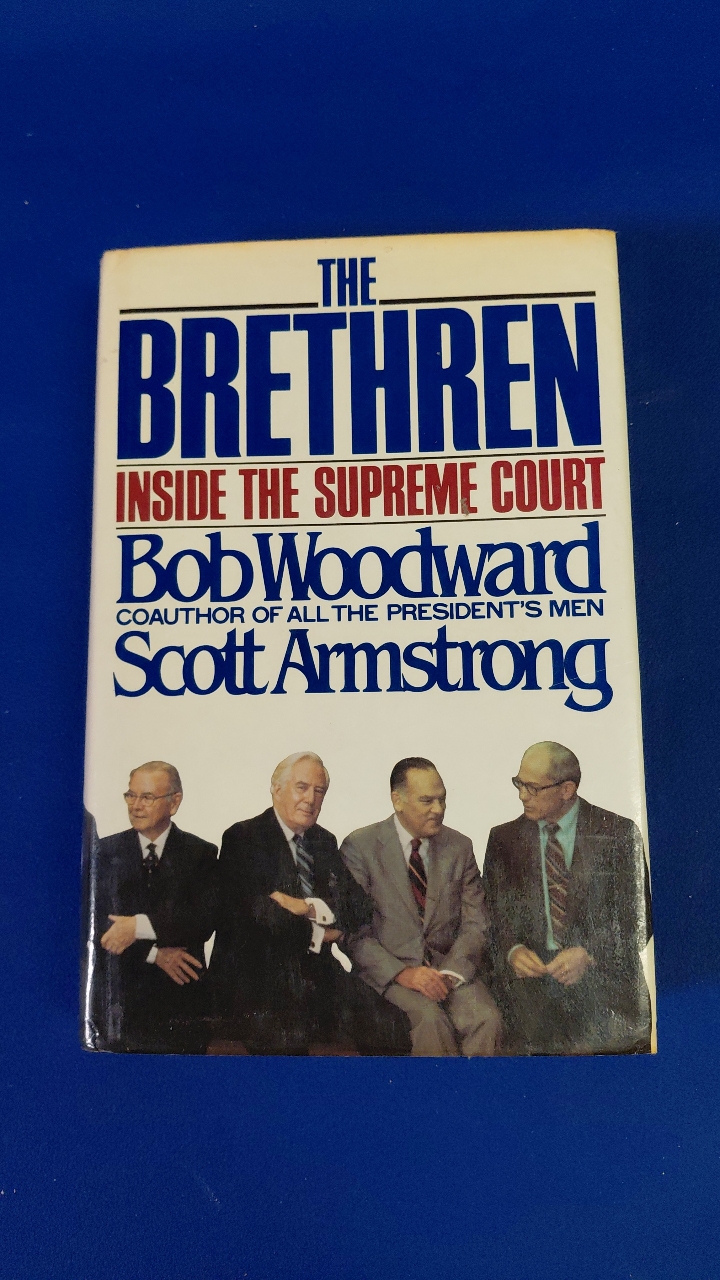 THE
BRETHREN
INSIDE THE SUPREME COURT
Bob Woodward
COAUTHOR OF ALL THE PRESIDENT'S MEN
Scott Armstrong